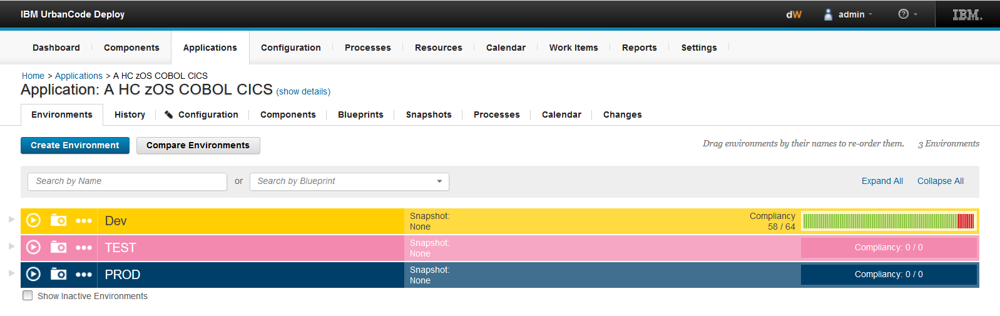 IBM UrbanCode Deploy dW admin ? IBM.
Dashboard Components Applications Configuration Processes Resources Calendar Work Items Reports Settings
Home > Applications > A HC zOS COBOL CICS
Application: A HC zOS COBOL CICS (show details)
Environments History Configuration Components Blueprints Snapshots Processes Calendar Changes
Create Environment Compare Environments Drag environments by their names to re-order them. 3 Environments
Search by Name or Search by Blueprint Expand All Collapse All
Dev Snapshot: None Compliancy 58 / 64
TEST Snapshot: None Compliancy: 0 / 0
PROD Snapshot: None Compliancy: 0 / 0
Show Inactive Environments